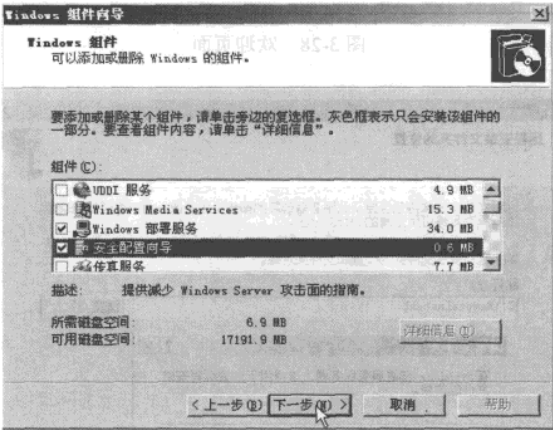 Windows 组件向导
Windows 组件
可以添加或删除 Windows 的组件。
要添加或删除某个组件，请单击旁边的复选框。灰色框表示只会安装该组件的
一部分。要查看组件内容，请单击“详细信息”。
组件(C):
UDDI 服务 4.9 MB
Windows Media Services 15.3 MB
Windows 部署服务 34.0 MB
安全配置向导 0.6 MB
传真服务 7.7 MB
描述: 提供减少 Windows Server 攻击面的指南。
所需磁盘空间: 6.9 MB
可用磁盘空间: 17191.9 MB
详细信息(D)
<上一步(B) 下一步(N) > 取消 帮助